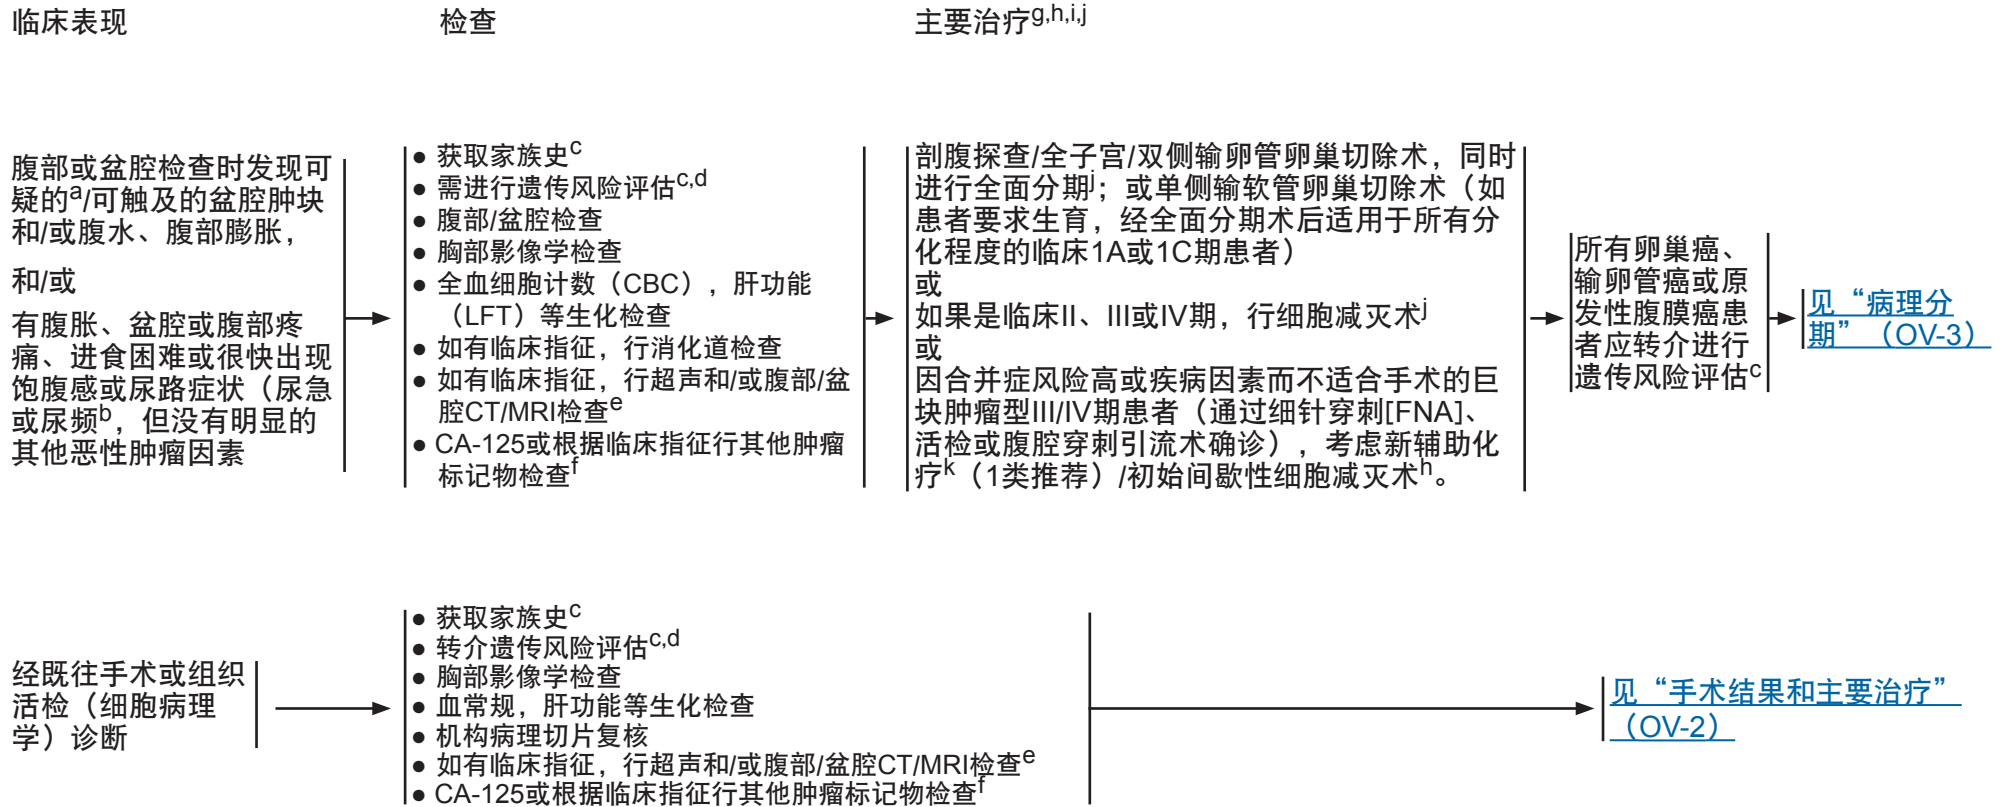 临床表现
检查
主要治疗g,h,i,j
腹部或盆腔检查时发现可
疑的a/可触及的盆腔肿块
和/或腹水、腹部膨胀，
和/或
有腹胀、盆腔或腹部疼
痛、进食困难或很快出现
饱腹感或尿路症状（尿急
或尿频b，但没有明显的
其他恶性肿瘤因素
● 获取家族史c
● 需进行遗传风险评估c,d
● 腹部/盆腔检查
● 胸部影像学检查
● 全血细胞计数（CBC），肝功能
（LFT）等生化检查
● 如有临床指征，行消化道检查
● 如有临床指征，行超声和/或腹部/盆
腔CT/MRI检查e
● CA-125或根据临床指征行其他肿瘤
标记物检查f
剖腹探查/全子宫/双侧输卵管卵巢切除术，同时
进行全面分期j；或单侧输软管卵巢切除术（如
患者要求生育，经全面分期术后适用于所有分
化程度的临床1A或1C期患者）
或
如果是临床II、III或IV期，行细胞减灭术j
或
因合并症风险高或疾病因素而不适合手术的巨
块肿瘤型III/IV期患者（通过细针穿刺[FNA]、
活检或腹腔穿刺引流术确诊），考虑新辅助化
疗k（1类推荐）/初始间歇性细胞减灭术h。
所有卵巢癌、
输卵管癌或原
发性腹膜癌患
者应转介进行
遗传风险评估c
见“病理分
期”（OV-3）
经既往手术或组织
活检（细胞病理
学）诊断
● 获取家族史c
● 转介遗传风险评估c,d
● 胸部影像学检查
● 血常规，肝功能等生化检查
● 机构病理切片复核
● 如有临床指征，行超声和/或腹部/盆腔CT/MRI检查e
● CA-125或根据临床指征行其他肿瘤标记物检查f
见“手术结果和主要治疗”
（OV-2）